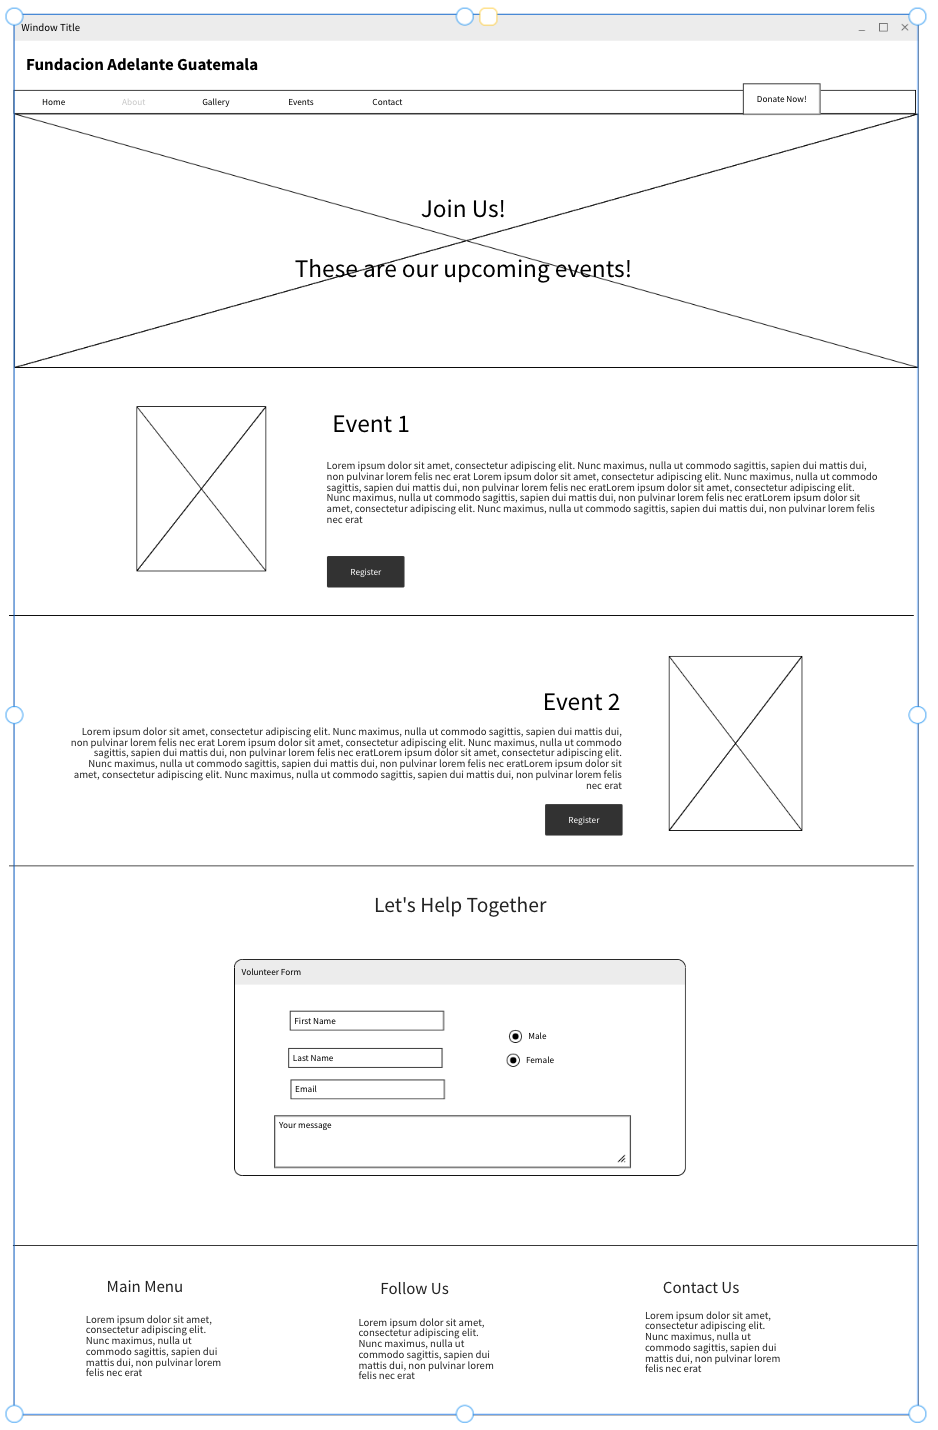 Window Title
Fundacion Adelante Guatemala
Home About Gallery Events Contact Donate Now!
Join Us!
These are our upcoming events!
Event 1
Lorem ipsum dolor sit amet, consectetur adipiscing elit. Nunc maximus, nulla ut commodo sagittis, sapien dui mattis dui,
non pulvinar lorem felis nec erat Lorem ipsum dolor sit amet, consectetur adipiscing elit. Nunc maximus, nulla ut commodo
sagittis, sapien dui mattis dui, non pulvinar lorem felis nec eratLorem ipsum dolor sit amet, consectetur adipiscing elit.
Nunc maximus, nulla ut commodo sagittis, sapien dui mattis dui, non pulvinar lorem felis nec eratLorem ipsum dolor sit
amet, consectetur adipiscing elit. Nunc maximus, nulla ut commodo sagittis, sapien dui mattis dui, non pulvinar lorem felis
nec erat
Register
Event 2
Lorem ipsum dolor sit amet, consectetur adipiscing elit. Nunc maximus, nulla ut commodo sagittis, sapien dui mattis dui,
non pulvinar lorem felis nec erat Lorem ipsum dolor sit amet, consectetur adipiscing elit. Nunc maximus, nulla ut commodo
sagittis, sapien dui mattis dui, non pulvinar lorem felis nec eratLorem ipsum dolor sit amet, consectetur adipiscing elit.
Nunc maximus, nulla ut commodo sagittis, sapien dui mattis dui, non pulvinar lorem felis nec eratLorem ipsum dolor sit
amet, consectetur adipiscing elit. Nunc maximus, nulla ut commodo sagittis, sapien dui mattis dui, non pulvinar lorem felis
nec erat
Register
Let's Help Together
Volunteer Form
First Name
Male
Last Name
Female
Email
Your message
Main Menu
Lorem ipsum dolor sit amet,
consectetur adipiscing elit.
Nunc maximus, nulla ut
commodo sagittis, sapien dui
mattis dui, non pulvinar lorem
felis nec erat
Follow Us
Lorem ipsum dolor sit amet,
consectetur adipiscing elit.
Nunc maximus, nulla ut
commodo sagittis, sapien dui
mattis dui, non pulvinar lorem
felis nec erat
Contact Us
Lorem ipsum dolor sit amet,
consectetur adipiscing elit.
Nunc maximus, nulla ut
commodo sagittis, sapien dui
mattis dui, non pulvinar lorem
felis nec erat